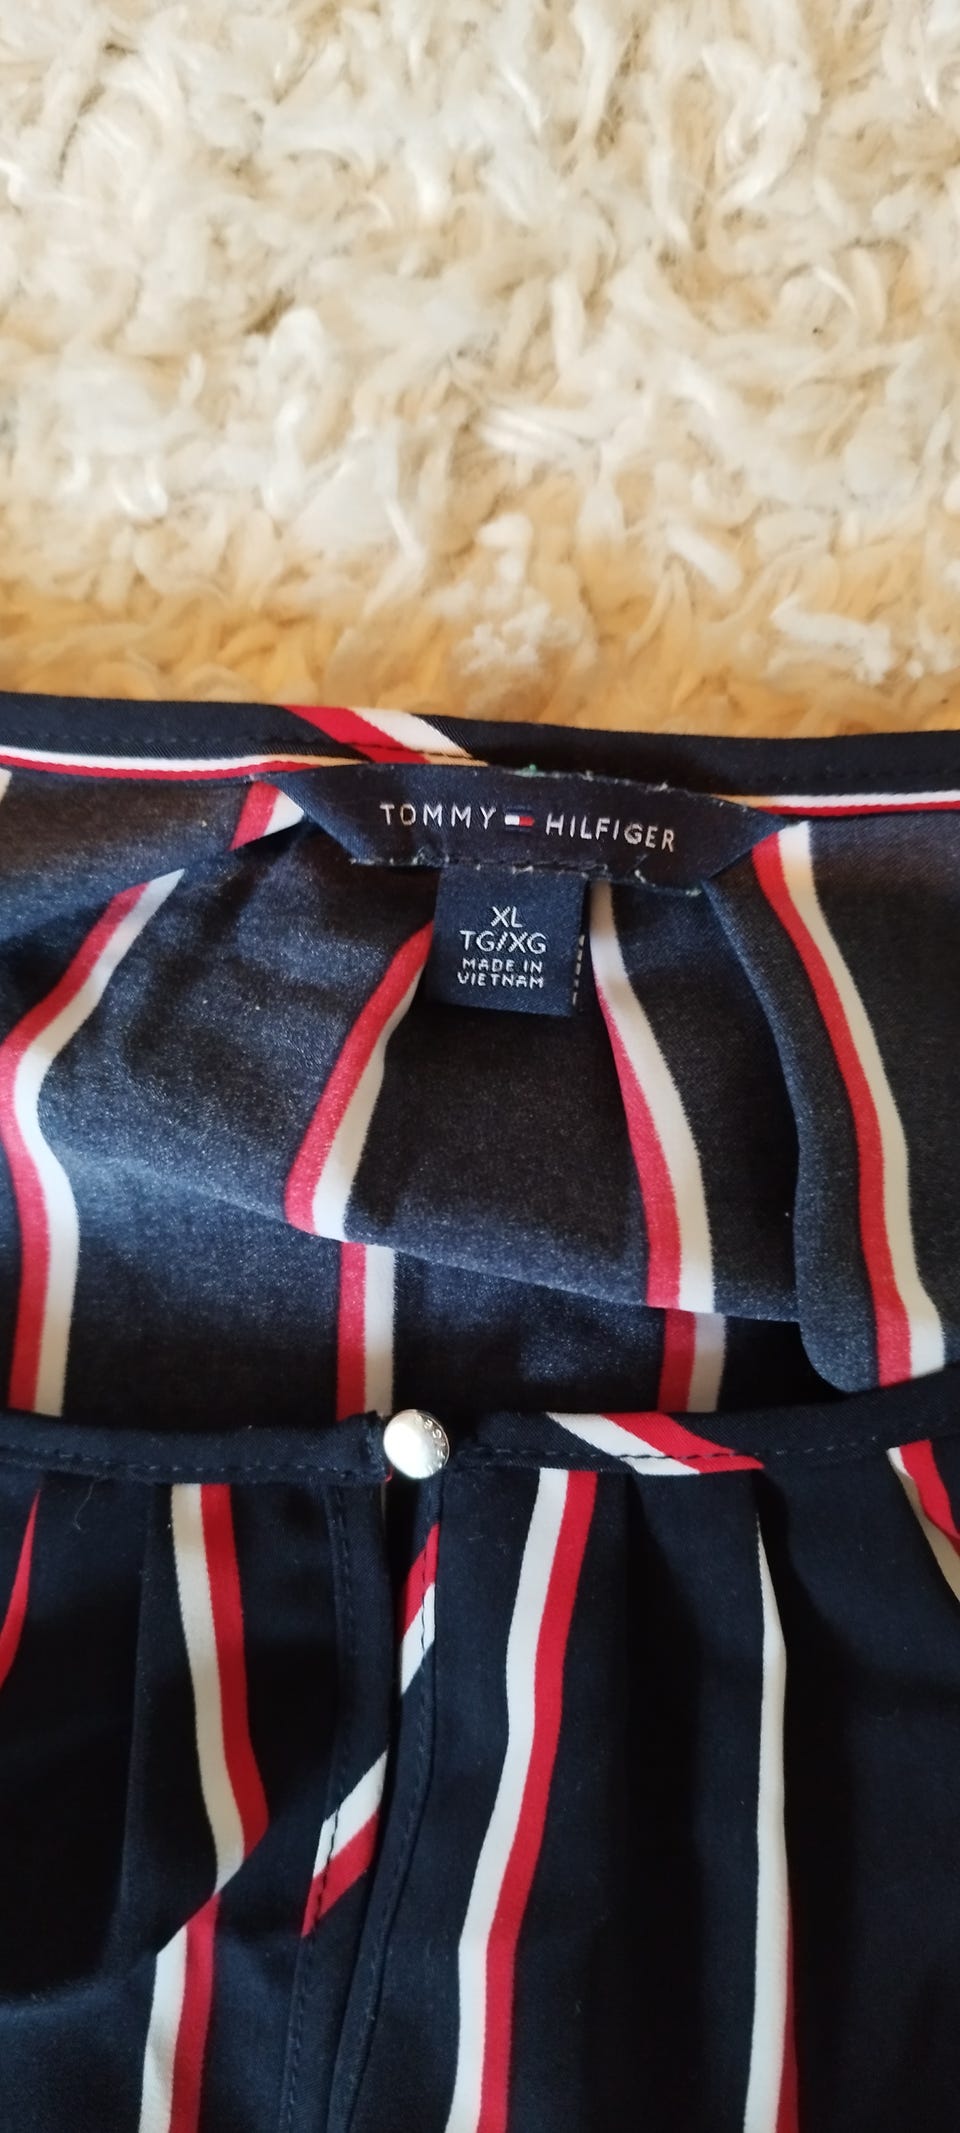 TOMMY HILFIGER
XL
TG/XG
MADE IN
VIETNAM